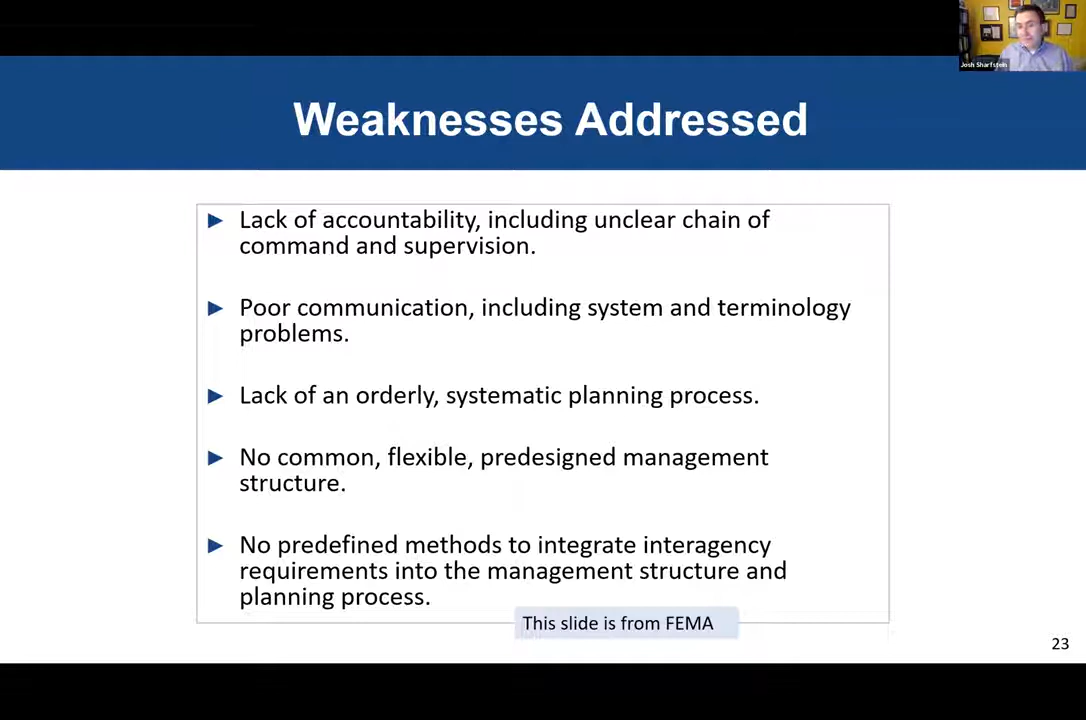 Josh Sharfstein
Weaknesses Addressed
Lack of accountability, including unclear chain of
command and supervision.
Poor communication, including system and terminology
problems.
Lack of an orderly, systematic planning process.
No common, flexible, predesigned management
structure.
No predefined methods to integrate interagency
requirements into the management structure and
planning process.
This slide is from FEMA
23